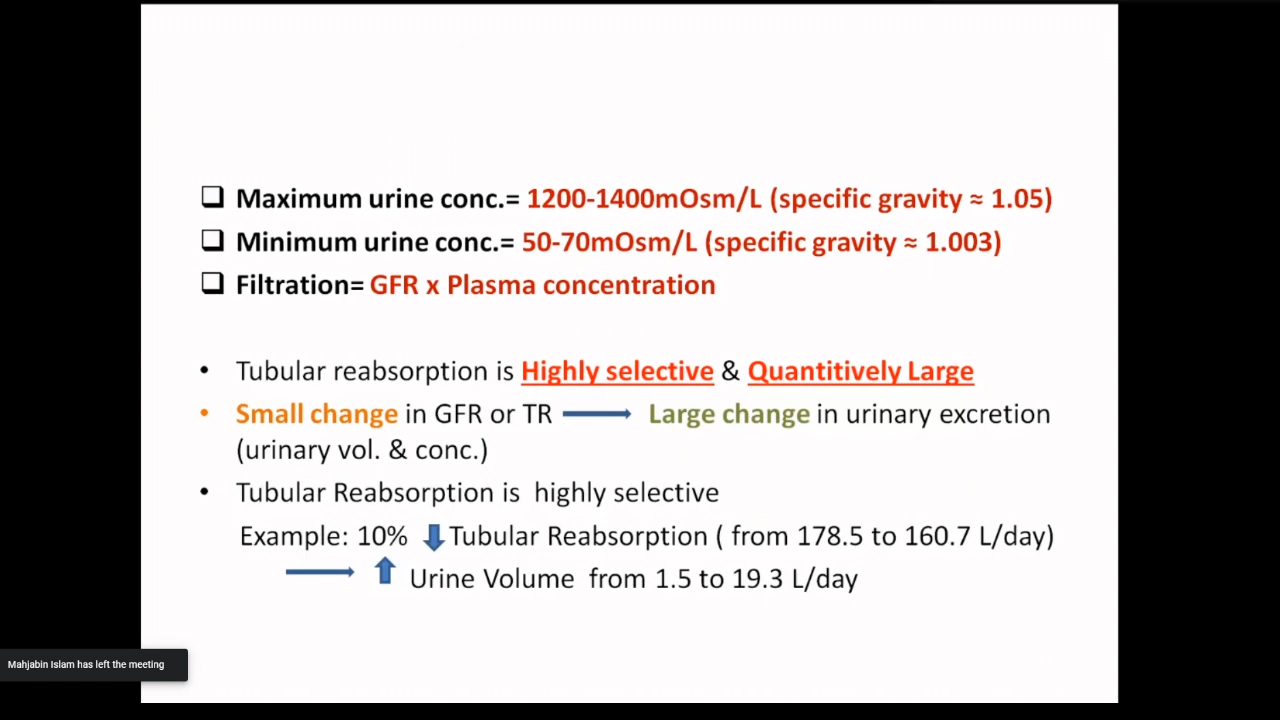 Maximum urine conc.= 1200-1400mOsm/L (specific gravity ≈ 1.05)
Minimum urine conc.= 50-70mOsm/L (specific gravity ≈ 1.003)
Filtration= GFR x Plasma concentration
Tubular reabsorption is Highly selective & Quantitively Large
Small change in GFR or TR Large change in urinary excretion
(urinary vol. & conc.)
Tubular Reabsorption is highly selective
Example: 10% Tubular Reabsorption ( from 178.5 to 160.7 L/day)
Urine Volume from 1.5 to 19.3 L/day
Mahjabin Islam has left the meeting